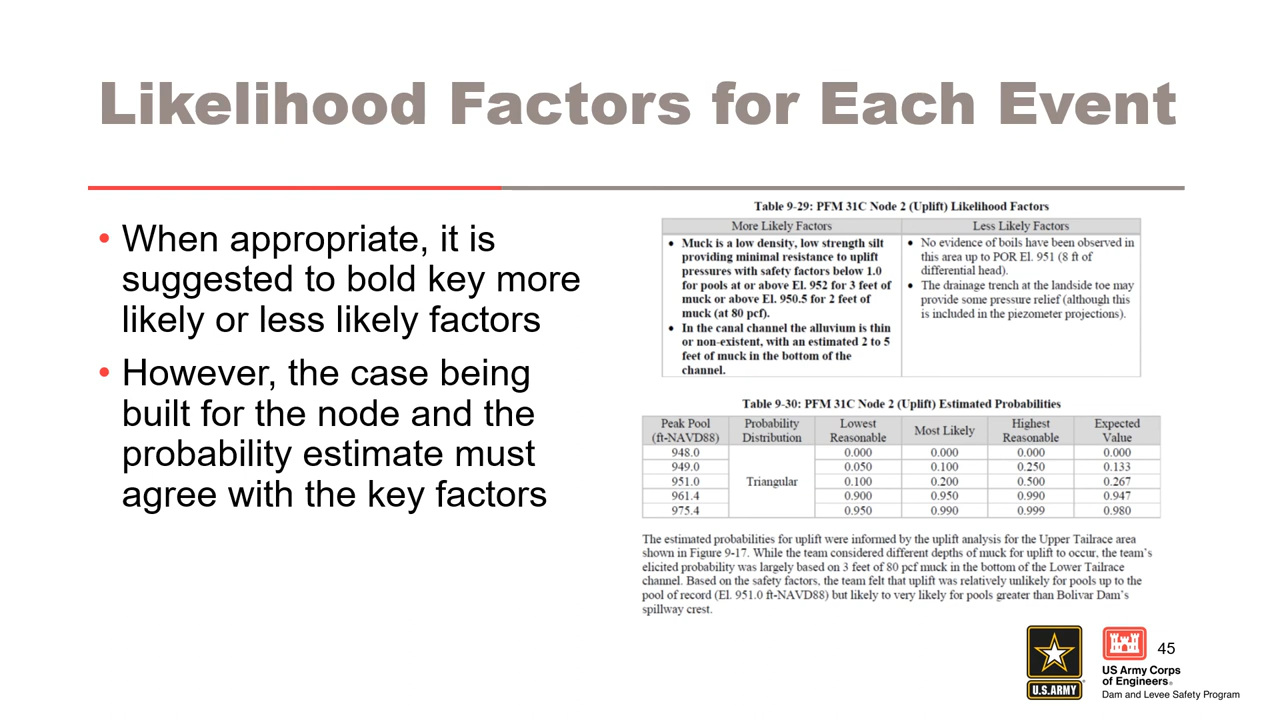 Likelihood Factors for Each Event
• When appropriate, it is
suggested to bold key more
likely or less likely factors
• However, the case being
built for the node and the
probability estimate must
agree with the key factors
Table 9-29: PFM 31C Node 2 (Uplift) Likelihood Factors
More Likely Factors
• Muck is a low density, low strength silt
providing minimal resistance to uplift
pressures with safety factors below 1.0
for pools at or above El. 952 for 3 feet of
muck or above El. 950.5 for 2 feet of
muck (at 80 pcf).
• In the canal channel the alluvium is thin
or non-existent, with an estimated 2 to 5
feet of muck in the bottom of the
channel.
Less Likely Factors
• No evidence of boils have been observed in
this area up to POR El. 951 (8 ft of
differential head).
• The drainage trench at the landside toe may
provide some pressure relief (although this
is included in the piezometer projections).
Table 9-30: PFM 31C Node 2 (Uplift) Estimated Probabilities
Peak Pool Probability Lowest Most Likely Highest Expected
(ft-NAVD88) Distribution Reasonable Reasonable Value
948.0 0.000 0.000 0.000 0.000
949.0 0.050 0.100 0.250 0.133
951.0 Triangular 0.100 0.200 0.500 0.267
961.4 0.900 0.950 0.990 0.947
975.4 0.950 0.990 0.999 0.980
The estimated probabilities for uplift were informed by the uplift analysis for the Upper Tailrace area
shown in Figure 9-17. While the team considered different depths of muck for uplift to occur, the team's
elicited probability was largely based on 3 feet of 80 pcf muck in the bottom of the Lower Tailrace
channel. Based on the safety factors, the team felt that uplift was relatively unlikely for pools up to the
pool of record (El. 951.0 ft-NAVD88) but likely to very likely for pools greater than Bolivar Dam's
spillway crest.
U.S.ARMY
45
US Army Corps
of Engineers®
Dam and Levee Safety Program